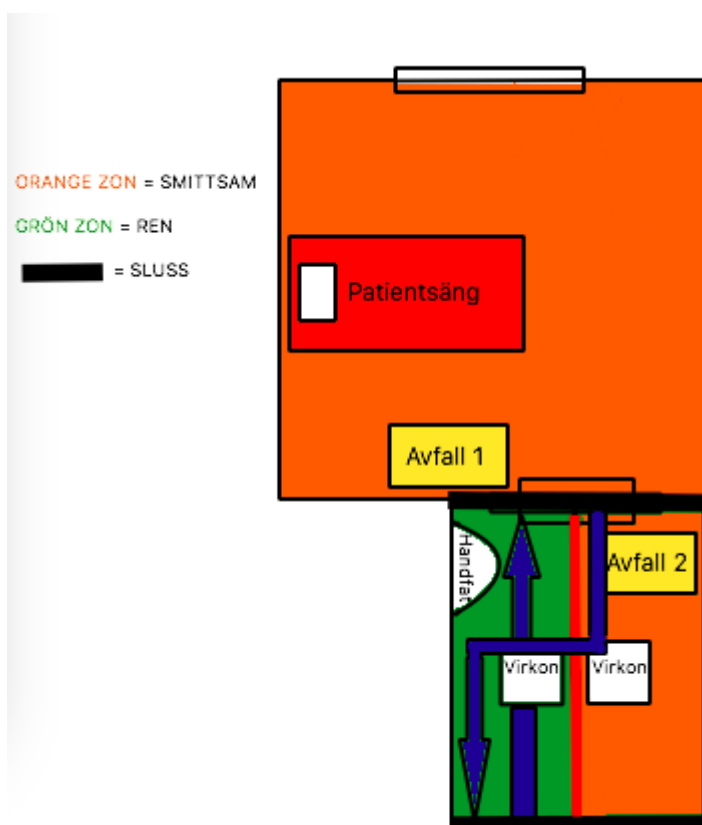 ORANGE ZON = SMITTSAM
GRÖN ZON = REN
= SLUSS
Patientsäng
Avfall 1
Handfat
Avfall 2
Virkon
Virkon